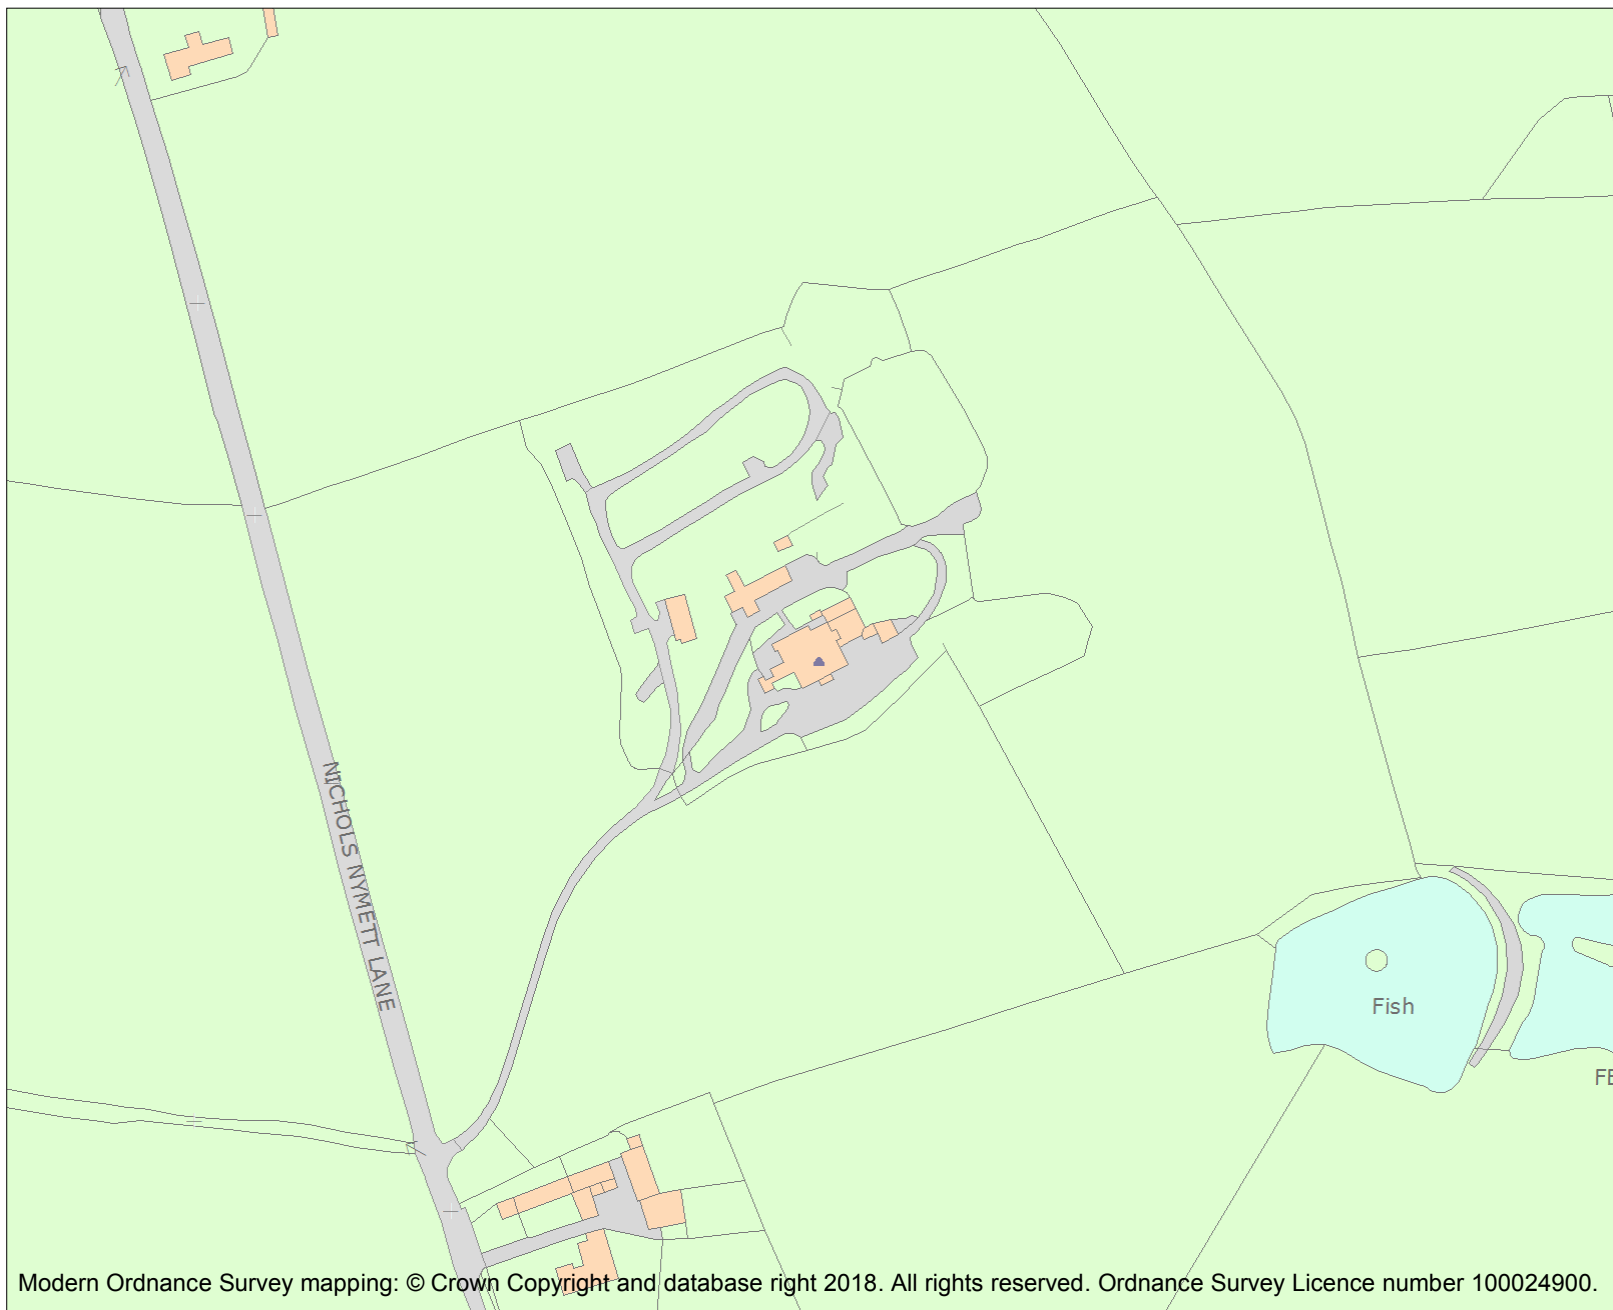 NICHOLS NYMETT LANE
Fish
Modern Ordnance Survey mapping: © Crown Copyright and database right 2018. All rights reserved. Ordnance Survey Licence number 100024900.